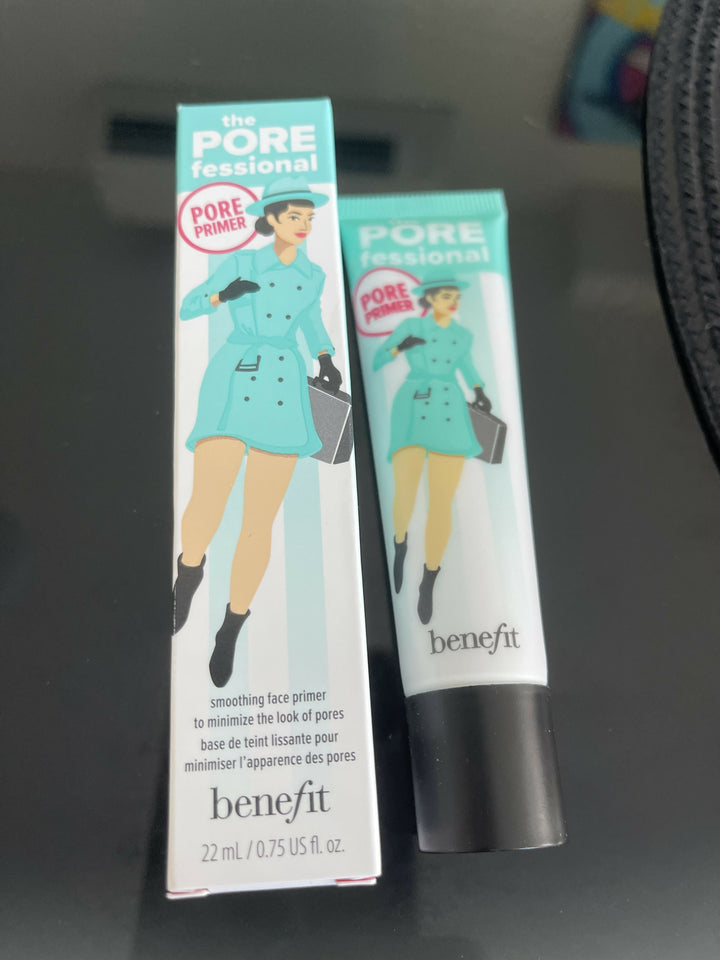 the
PORE
fessional
PORE
PRIMER
smoothing face primer
to minimize the look of pores
base de teint lissante pour
minimiser l'apparence des pores
benefit
22 mL / 0.75 US fl. oz.
the
PORE
fessional
PORE
PRIMER
benefit